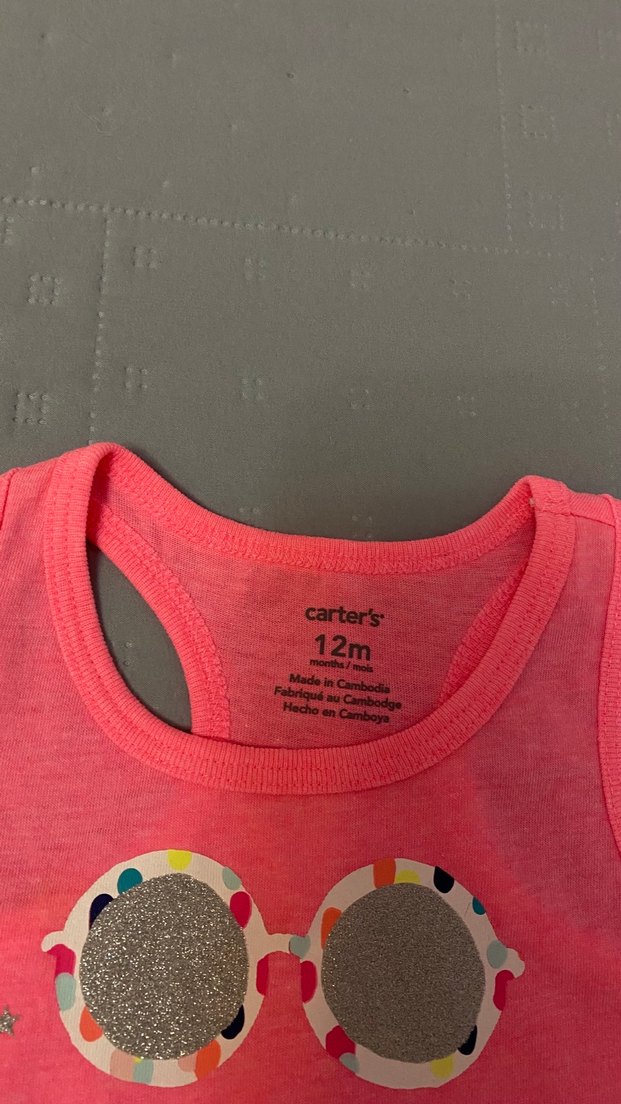 carter's
12m
months / mois
Made in Cambodia
Fabriqué au Cambodge
Hecho en Camboya